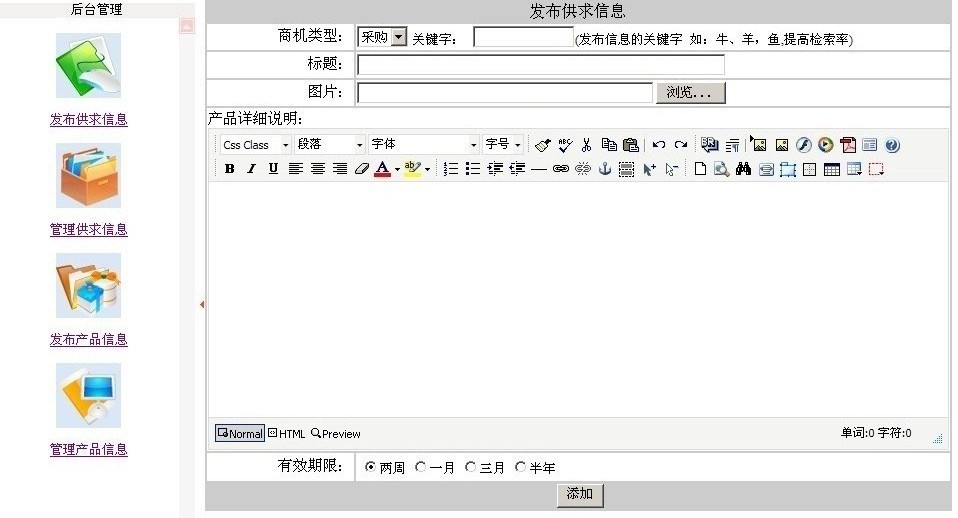 后台管理
发布供求信息
管理供求信息
发布产品信息
管理产品信息
发布供求信息
商机类型： 采购 关键字： (发布信息的关键字 如：牛、羊，鱼,提高检索率)
标题：
图片： 浏览...
产品详细说明：
Css Class 段落 字体 字号 ABC
B I U A ab
Normal HTML Preview 单词:0 字符:0
有效期限： 两周 一月 三月 半年
添加